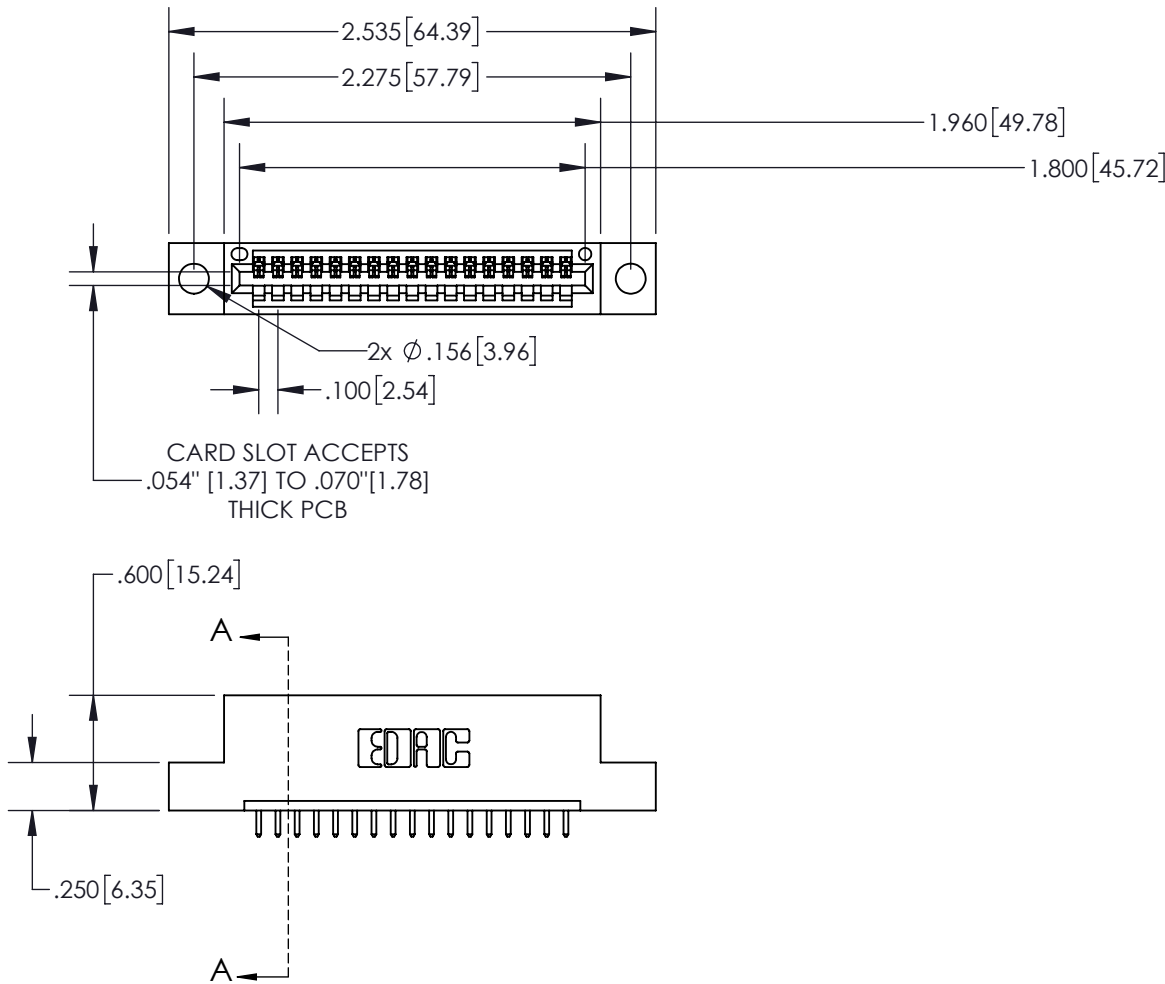 2.535[64.39]
2.275[57.79]
1.960[49.78]
1.800[45.72]
2x ∅.156[3.96]
.100[2.54]
CARD SLOT ACCEPTS
.054" [1.37] TO .070"[1.78]
THICK PCB
.600[15.24]
A
EDAC
.250[6.35]
A